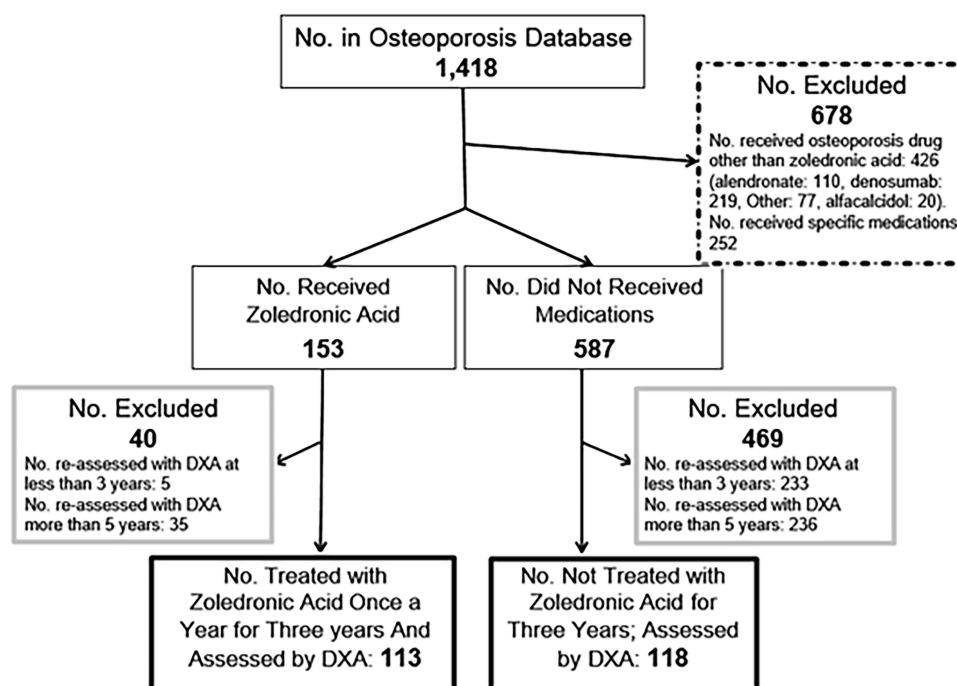 No. in Osteoporosis Database
1,418
No. Excluded
678
No. received osteoporosis drug
other than zoledronic acid: 426
(alendronate: 110, denosumab:
219, Other: 77, alfacalcidol: 20).
No. received specific medications
252
No. Received
Zoledronic Acid
153
No. Did Not Received
Medications
587
No. Excluded
40
No. re-assessed with DXA at
less than 3 years: 5
No. re-assessed with DXA
more than 5 years: 35
No. Excluded
469
No. re-assessed with DXA at
less than 3 years: 233
No. re-assessed with DXA
more than 5 years: 236
No. Treated with
Zoledronic Acid Once a
Year for Three years And
Assessed by DXA: 113
No. Not Treated with
Zoledronic Acid for
Three Years; Assessed
by DXA: 118